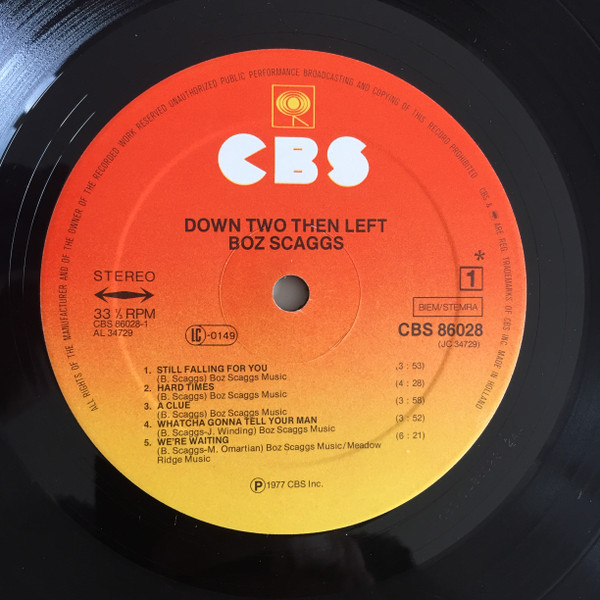 ALL RIGHTS OF THE MANUFACTURER AND OF THE OWNER OF THE RECORDED WORK RESERVED UNAUTHORIZED PUBLIC PERFORMANCE BROADCASTING AND COPYING OF THIS RECORD PROHIBITED
CBS & ARE REG. TRADEMARKS OF CBS INC MADE IN HOLLAND
CBS
DOWN TWO THEN LEFT
BOZ SCAGGS
STEREO
33 ⅓ RPM
CBS 86028-1
AL 34729
LC -0149
*
1
BIEM/STEMRA
CBS 86028
(JC 34729)
1. STILL FALLING FOR YOU (3 : 53)
(B. Scaggs) Boz Scaggs Music
2. HARD TIMES (4 : 28)
(B. Scaggs) Boz Scaggs Music
3. A CLUE (3 : 58)
(B. Scaggs) Boz Scaggs Music
4. WHATCHA GONNA TELL YOUR MAN (3 : 52)
(B. Scaggs-J. Winding) Boz Scaggs Music
5. WE'RE WAITING (6 : 21)
(B. Scaggs-M. Omartian) Boz Scaggs Music/Meadow
Ridge Music
Ⓟ 1977 CBS Inc.